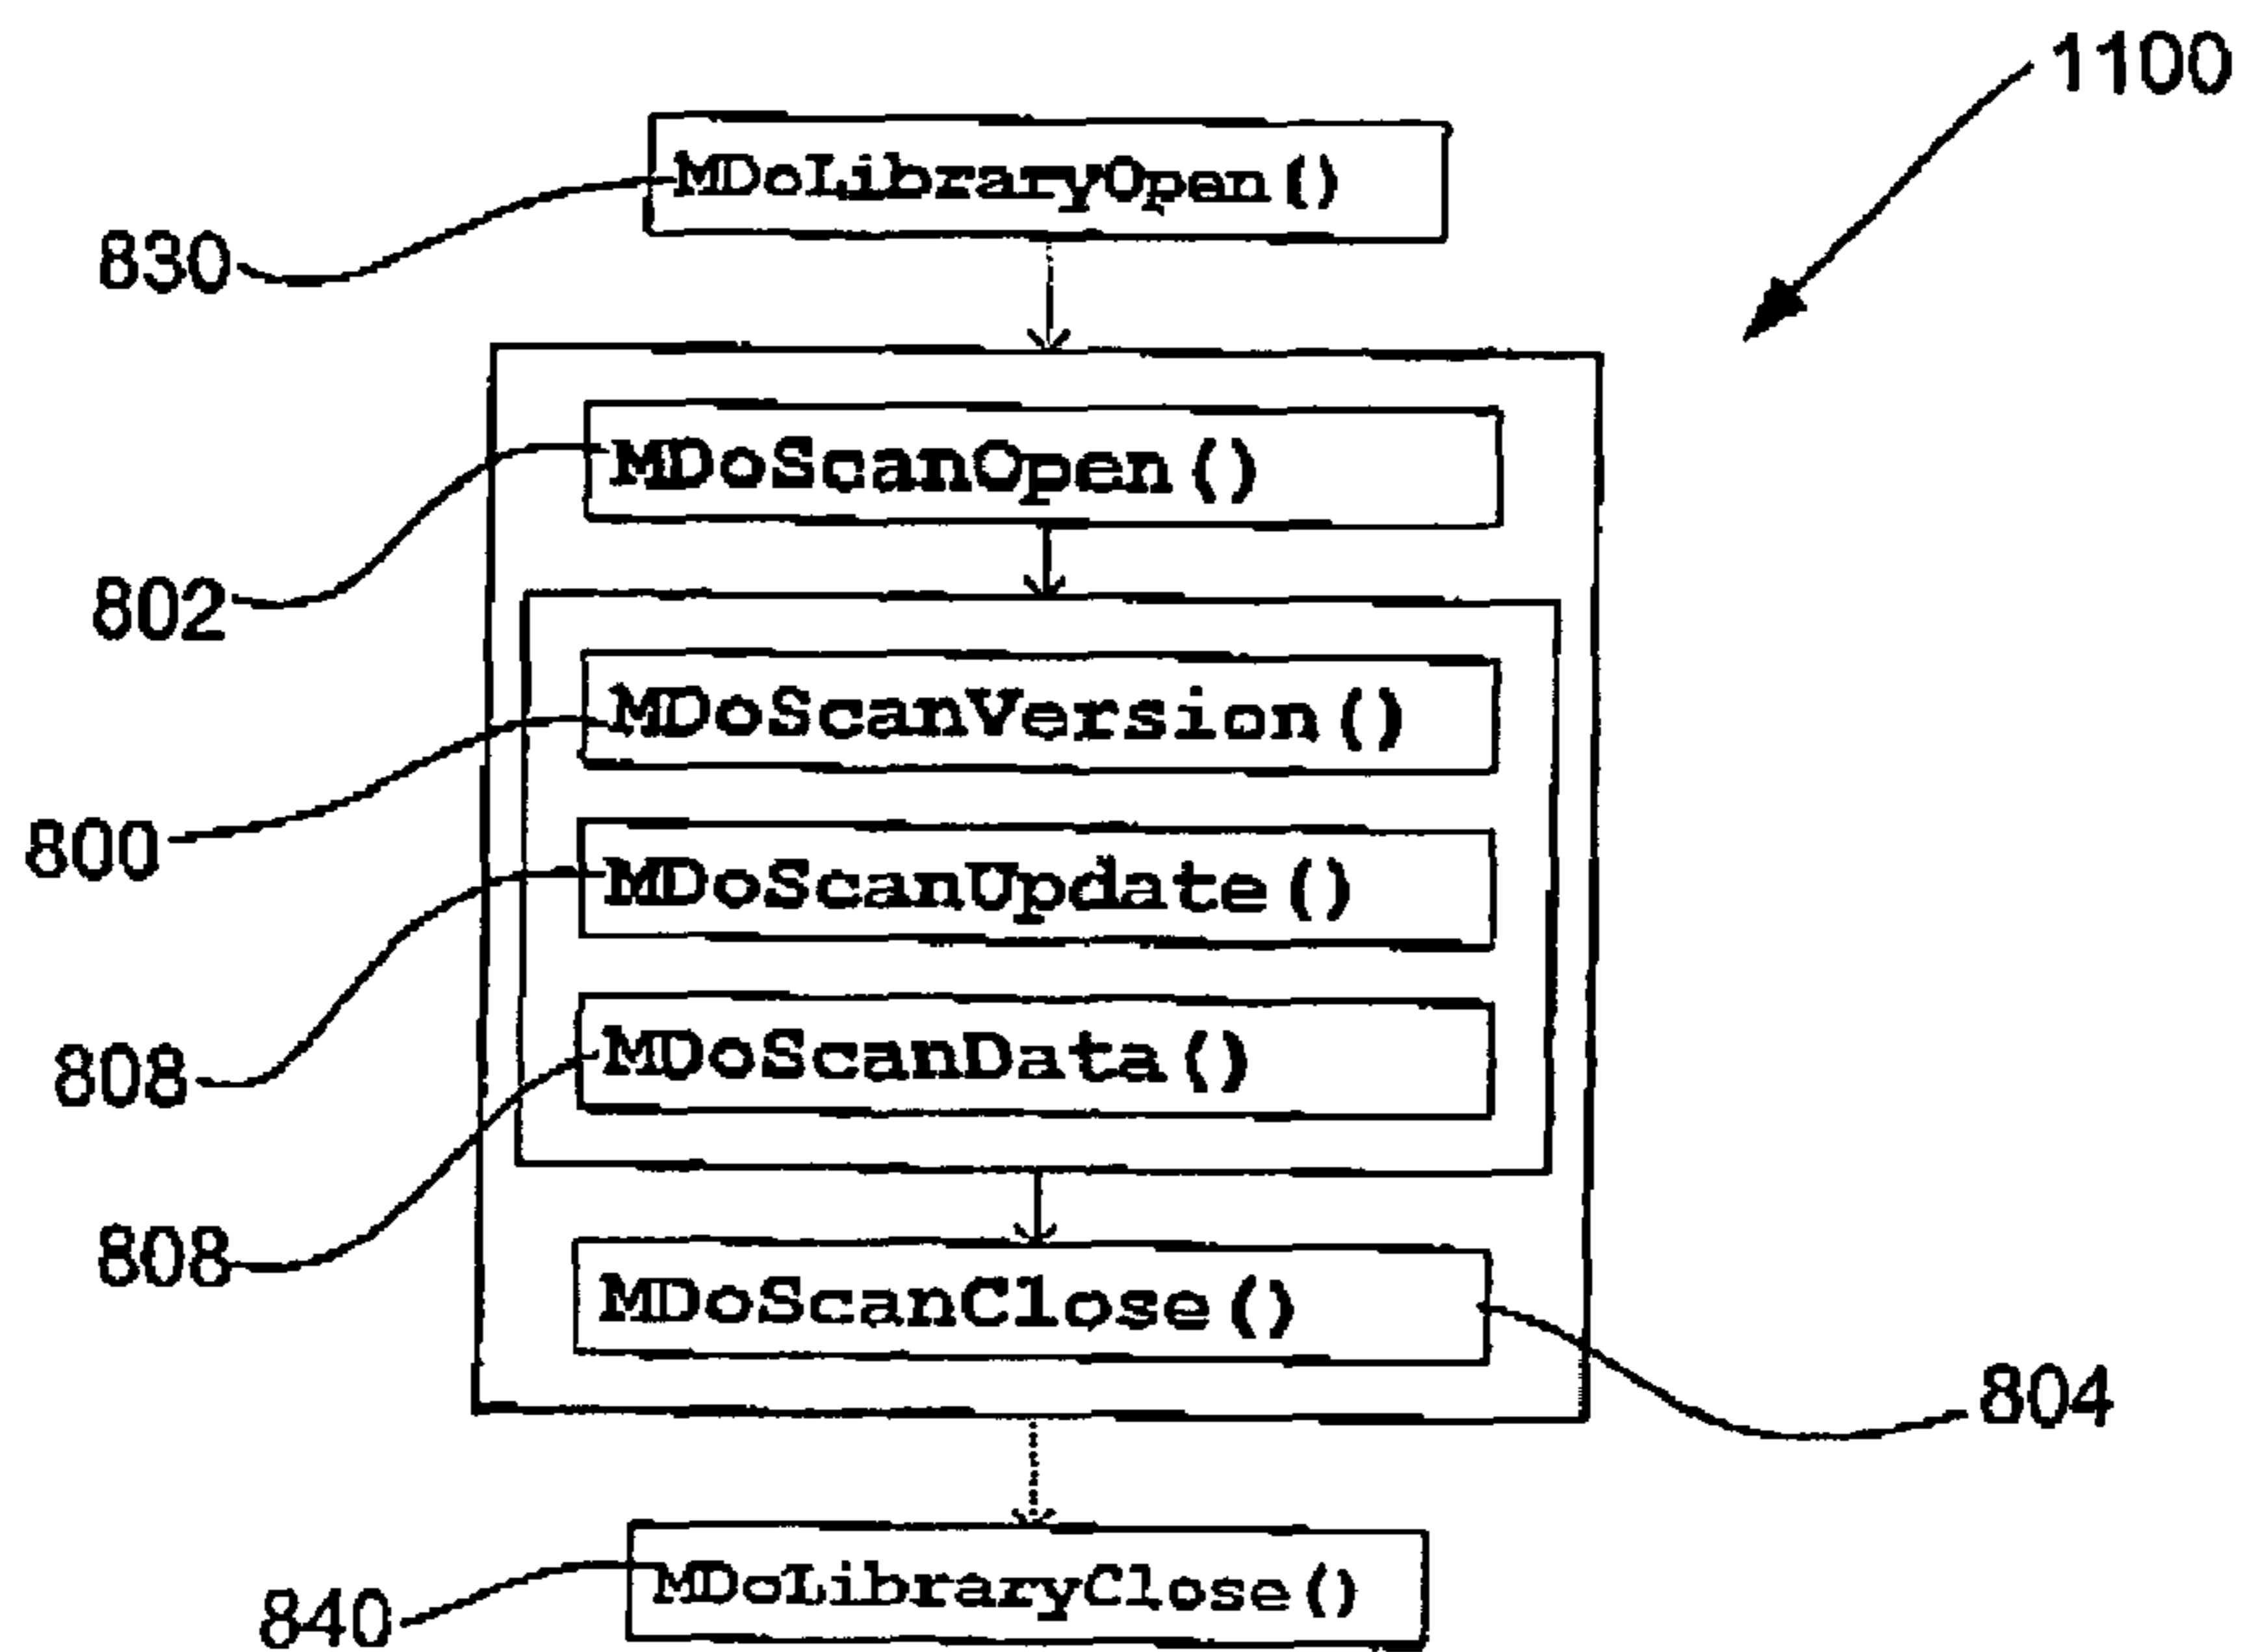 1100
MDoLibraryOpen()
830
MDoScanOpen()
802
MDoScanVersion()
800
MDoScanUpdate()
808
MDoScanData()
808
MDoScanClose()
804
MDoLibraryClose()
840